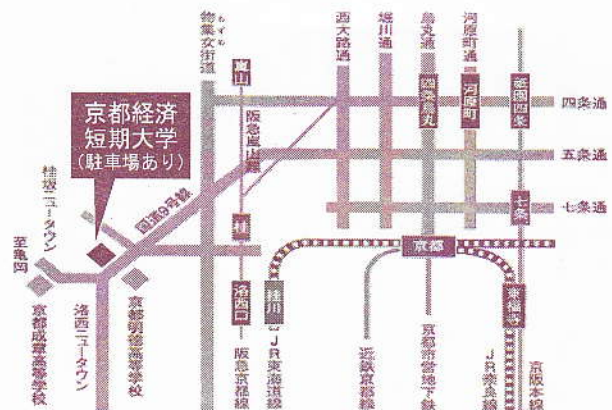 物集女街道
もずめ
西大路通
堀川通
烏丸通
河原町通
嵐山
四条烏丸
河原町
祇園四条
四条通
京都経済
短期大学
(駐車場あり)
阪急嵐山線
五条通
桂坂ニュータウン
国道9号線
七条
七条通
至亀岡
桂
京都
洛西口
桂川
東福寺
京都成章高等学校
洛西ニュータウン
京都明徳高等学校
阪急京都線
JR東海道線
近鉄京都線
京都市営地下鉄
JR奈良線
京阪本線